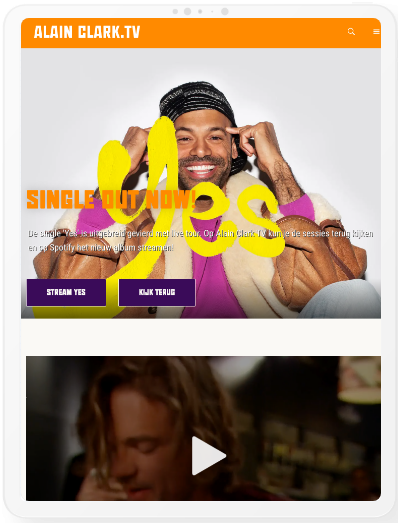 ALAIN CLARK.TV
Yes
SINGLE OUT NOW!
De single 'Yes' is uitgebreid gevierd met live tour. Op Alain Clark TV kun je de sessies terug kijken
en op Spotify het nieuw album streamen!
STREAM YES
KIJK TERUG